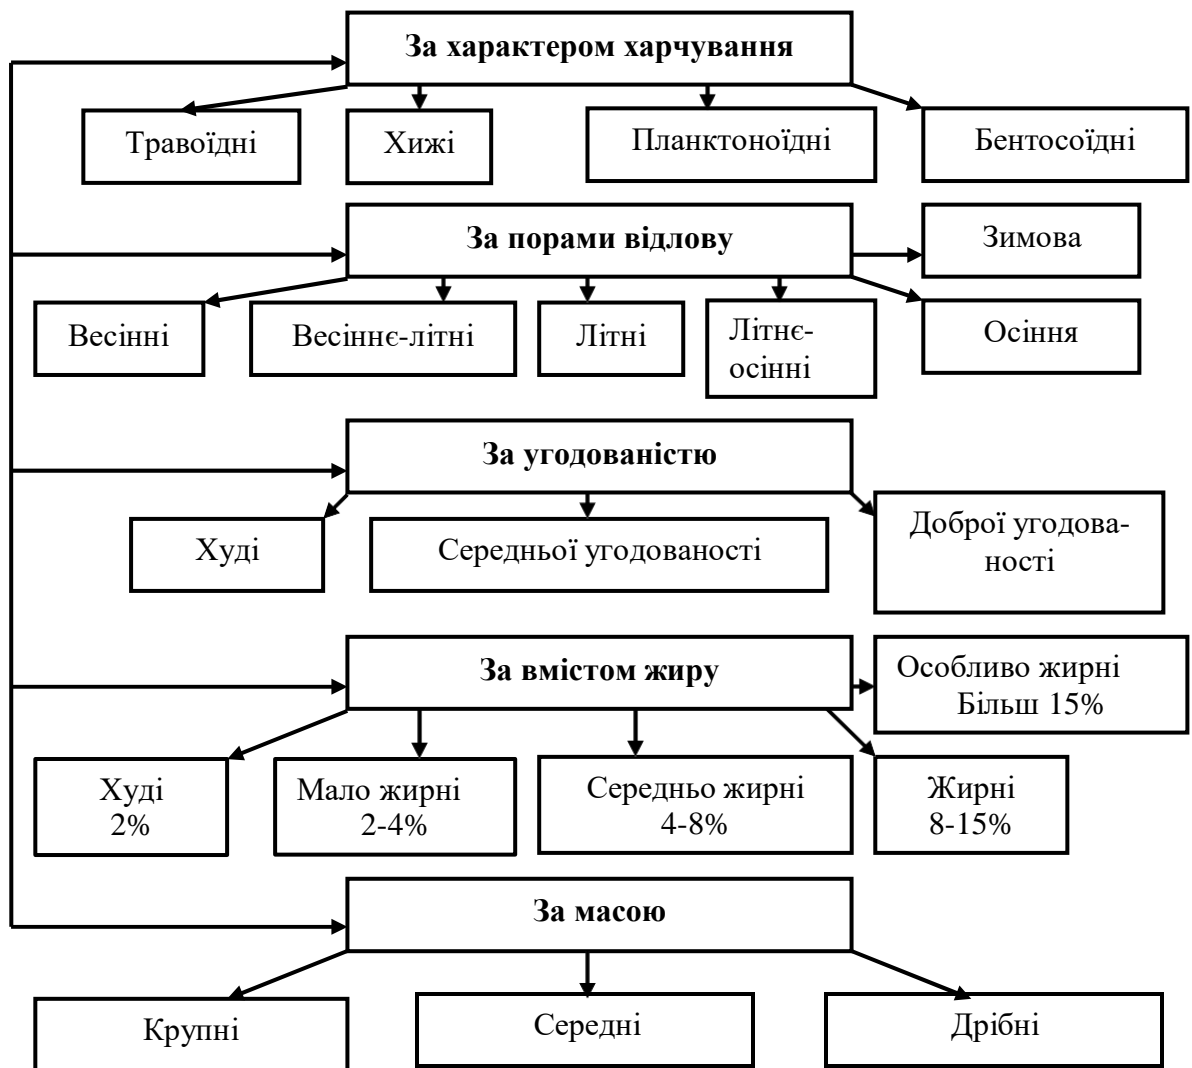 За характером харчування
Травоїдні
Хижі
Планктоноїдні
Бентосоїдні
За порами відлову
Зимова
Весінні
Весіннє-літні
Літні
Літнє-
осінні
Осіння
За угодованістю
Худі
Середньої угодованості
Доброї угодова-
ності
За вмістом жиру
Особливо жирні
Більш 15%
Худі
2%
Мало жирні
2-4%
Середньо жирні
4-8%
Жирні
8-15%
За масою
Крупні
Середні
Дрібні